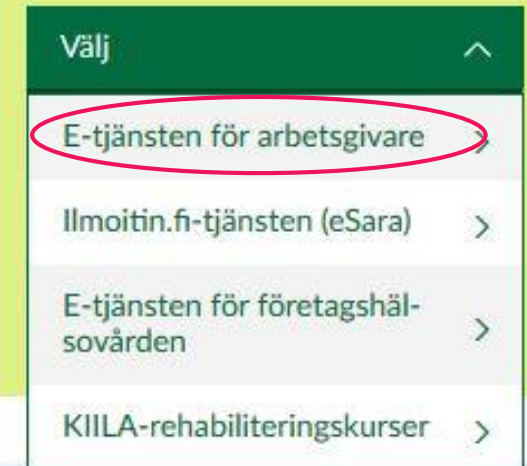 Välj
E-tjänsten för arbetsgivare
Ilmoitin.fi-tjänsten (eSara)
E-tjänsten för företagshäl-
sovården
KIILA-rehabiliteringskurser